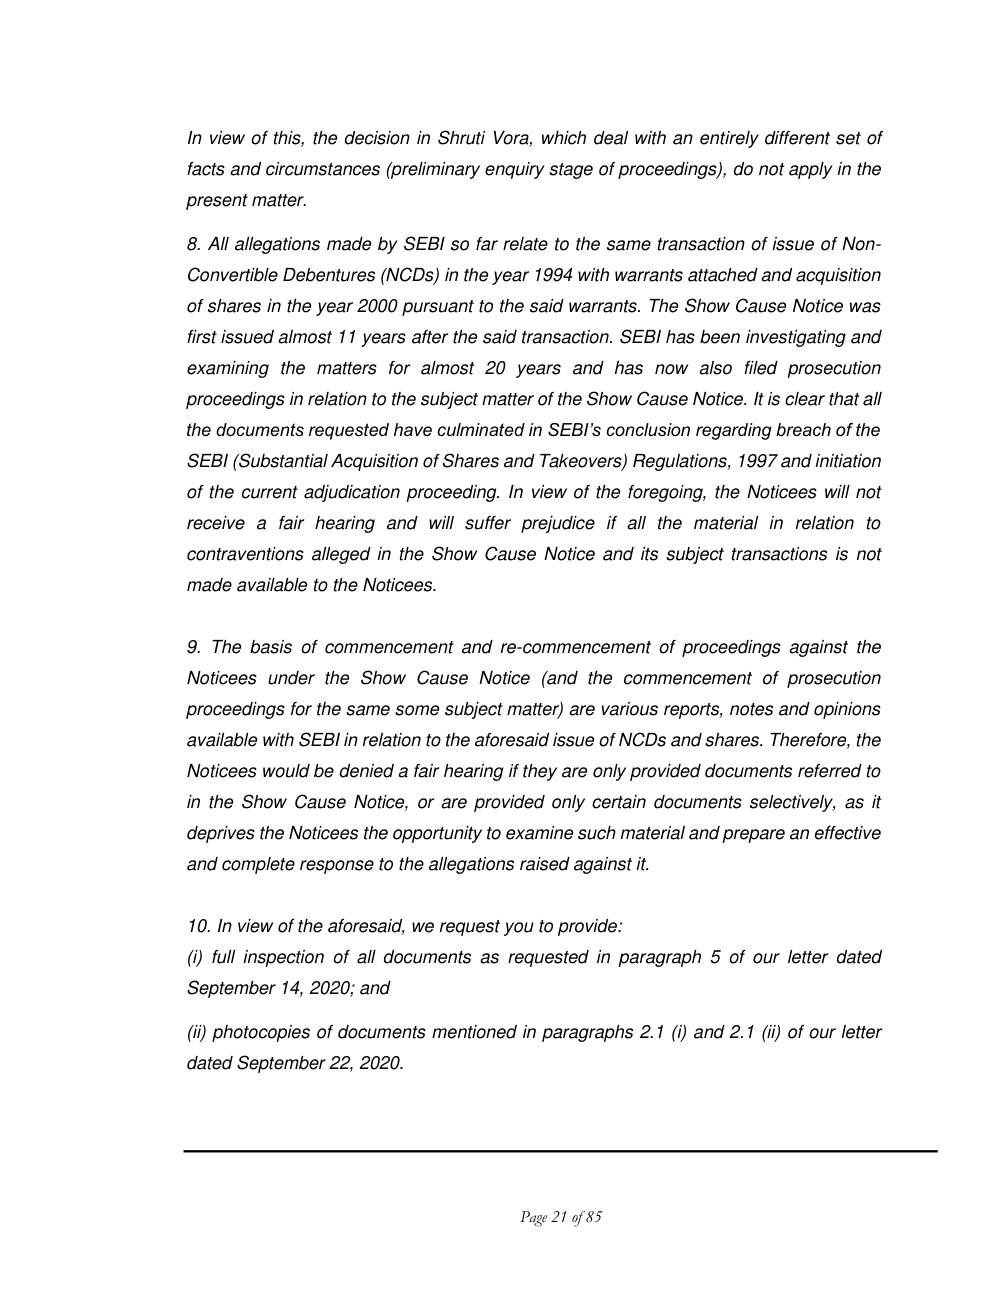 In view of this, the decision in Shruti Vora, which deal with an entirely different set of
facts and circumstances (preliminary enquiry stage of proceedings), do not apply in the
present matter.
8. All allegations made by SEBI so far relate to the same transaction of issue of Non-
Convertible Debentures (NCDs) in the year 1994 with warrants attached and acquisition
of shares in the year 2000 pursuant to the said warrants. The Show Cause Notice was
first issued almost 11 years after the said transaction. SEBI has been investigating and
examining the matters for almost 20 years and has now also filed prosecution
proceedings in relation to the subject matter of the Show Cause Notice. It is clear that all
the documents requested have culminated in SEBI’s conclusion regarding breach of the
SEBI (Substantial Acquisition of Shares and Takeovers) Regulations, 1997 and initiation
of the current adjudication proceeding. In view of the foregoing, the Noticees will not
receive a fair hearing and will suffer prejudice if all the material in relation to
contraventions alleged in the Show Cause Notice and its subject transactions is not
made available to the Noticees.
9. The basis of commencement and re-commencement of proceedings against the
Noticees under the Show Cause Notice (and the commencement of prosecution
proceedings for the same some subject matter) are various reports, notes and opinions
available with SEBI in relation to the aforesaid issue of NCDs and shares. Therefore, the
Noticees would be denied a fair hearing if they are only provided documents referred to
in the Show Cause Notice, or are provided only certain documents selectively, as it
deprives the Noticees the opportunity to examine such material and prepare an effective
and complete response to the allegations raised against it.
10. In view of the aforesaid, we request you to provide:
(i) full inspection of all documents as requested in paragraph 5 of our letter dated
September 14, 2020; and
(ii) photocopies of documents mentioned in paragraphs 2.1 (i) and 2.1 (ii) of our letter
dated September 22, 2020.
Page 21 of 85